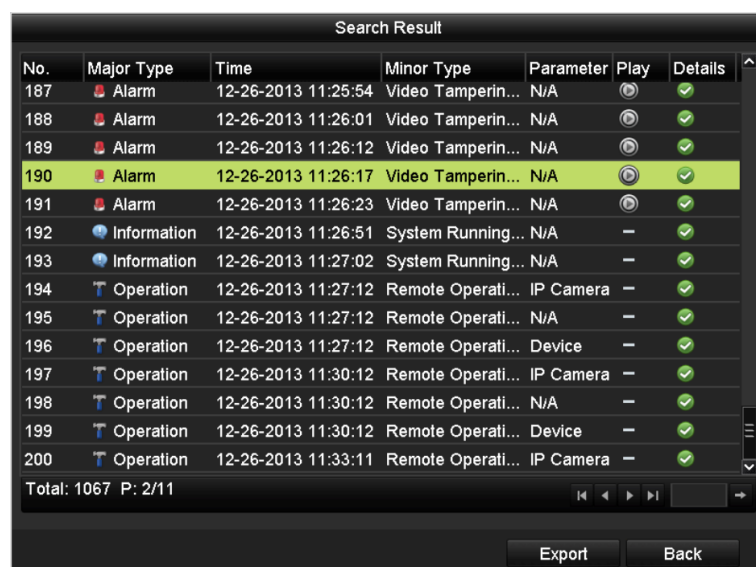 Search Result
No. Major Type Time Minor Type Parameter Play Details
187 Alarm 12-26-2013 11:25:54 Video Tamperin... N/A
188 Alarm 12-26-2013 11:26:01 Video Tamperin... N/A
189 Alarm 12-26-2013 11:26:12 Video Tamperin... N/A
190 Alarm 12-26-2013 11:26:17 Video Tamperin... N/A
191 Alarm 12-26-2013 11:26:23 Video Tamperin... N/A
192 Information 12-26-2013 11:26:51 System Running... N/A –
193 Information 12-26-2013 11:27:02 System Running... N/A –
194 Operation 12-26-2013 11:27:12 Remote Operati... IP Camera –
195 Operation 12-26-2013 11:27:12 Remote Operati... N/A –
196 Operation 12-26-2013 11:27:12 Remote Operati... Device –
197 Operation 12-26-2013 11:30:12 Remote Operati... IP Camera –
198 Operation 12-26-2013 11:30:12 Remote Operati... N/A –
199 Operation 12-26-2013 11:30:12 Remote Operati... Device –
200 Operation 12-26-2013 11:33:11 Remote Operati... IP Camera –
Total: 1067 P: 2/11
Export Back